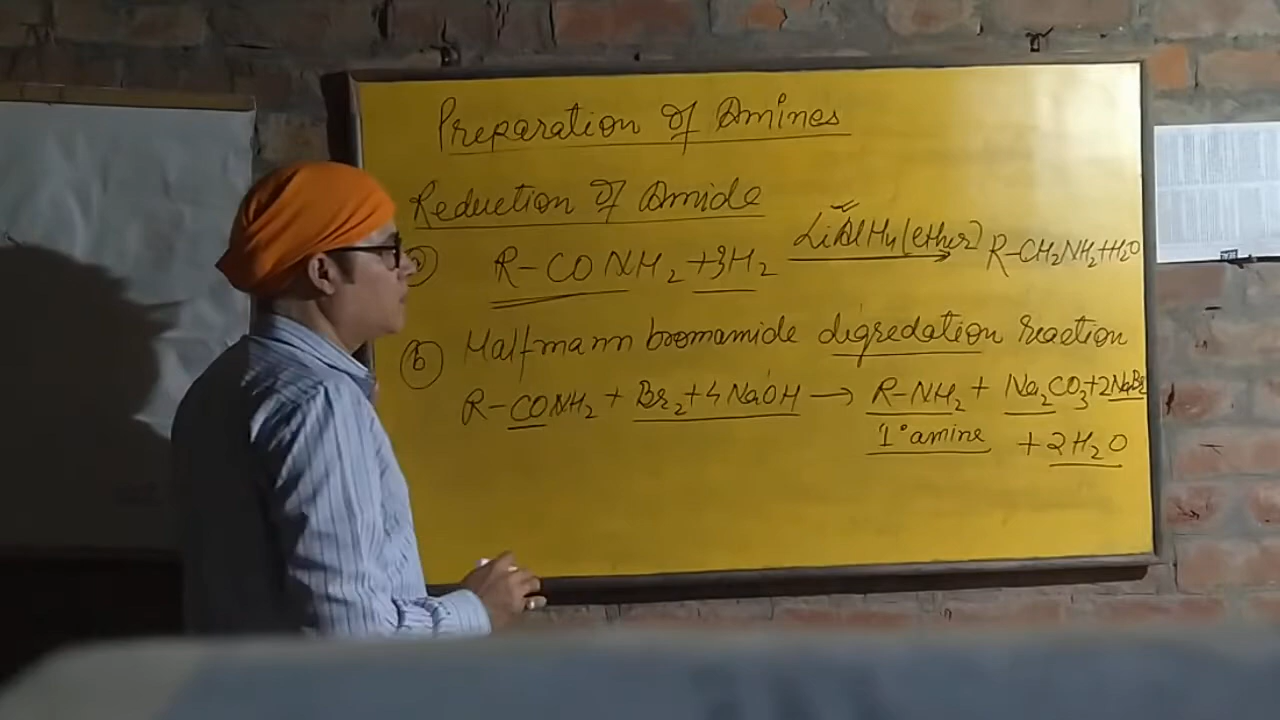 Preparation of Amines
Reduction of Amide
R-CONH2 +3H2 LiAlH4 (ether) R-CH2NH2+H2O
(b) Halfmann bromamide digredation reaction
R-CONH2 + Br2+4NaOH → R-NH2 + Na2CO3+2NaBr
1° amine +2H2O